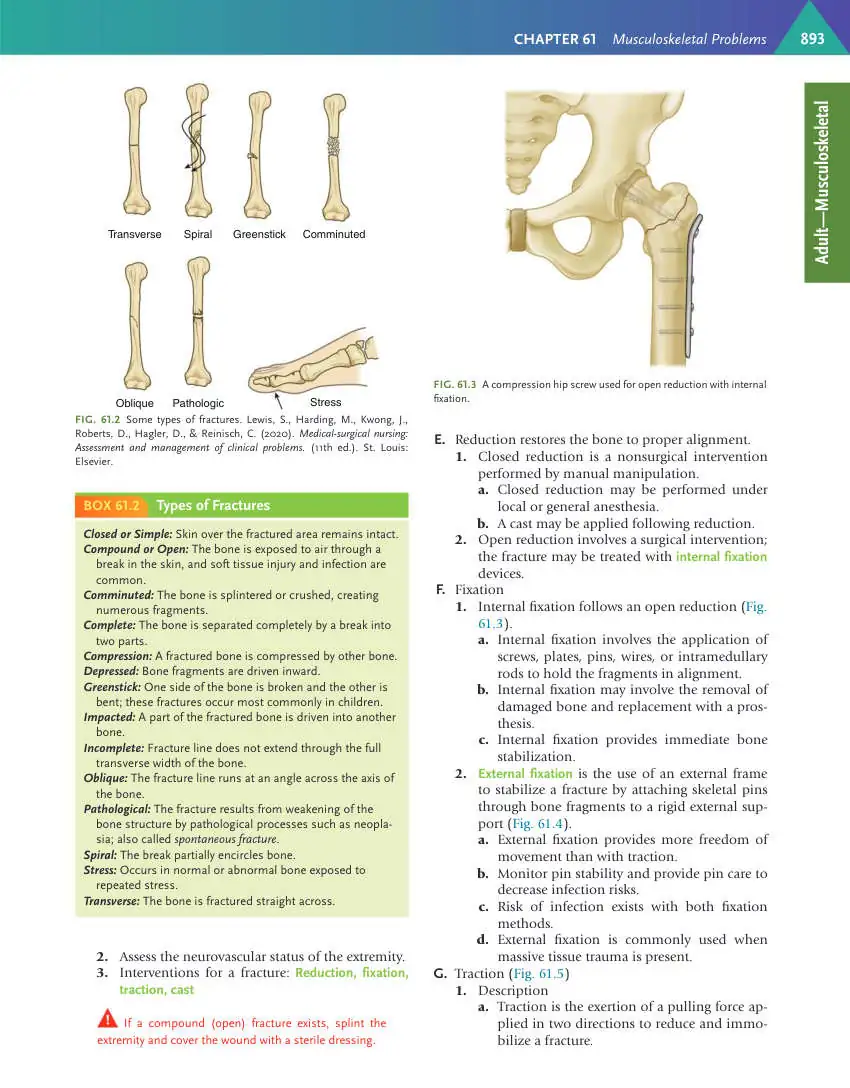 CHAPTER 61 Musculoskeletal Problems 893
Adult—Musculoskeletal
Transverse Spiral Greenstick Comminuted
Oblique Pathologic Stress
FIG. 61.2 Some types of fractures. Lewis, S., Harding, M., Kwong, J.,
Roberts, D., Hagler, D., & Reinisch, C. (2020). Medical-surgical nursing:
Assessment and management of clinical problems. (11th ed.). St. Louis:
Elsevier.
BOX 61.2 Types of Fractures
Closed or Simple: Skin over the fractured area remains intact.
Compound or Open: The bone is exposed to air through a
break in the skin, and soft tissue injury and infection are
common.
Comminuted: The bone is splintered or crushed, creating
numerous fragments.
Complete: The bone is separated completely by a break into
two parts.
Compression: A fractured bone is compressed by other bone.
Depressed: Bone fragments are driven inward.
Greenstick: One side of the bone is broken and the other is
bent; these fractures occur most commonly in children.
Impacted: A part of the fractured bone is driven into another
bone.
Incomplete: Fracture line does not extend through the full
transverse width of the bone.
Oblique: The fracture line runs at an angle across the axis of
the bone.
Pathological: The fracture results from weakening of the
bone structure by pathological processes such as neopla-
sia; also called spontaneous fracture.
Spiral: The break partially encircles bone.
Stress: Occurs in normal or abnormal bone exposed to
repeated stress.
Transverse: The bone is fractured straight across.
2. Assess the neurovascular status of the extremity.
3. Interventions for a fracture: Reduction, fixation,
traction, cast
! If a compound (open) fracture exists, splint the
extremity and cover the wound with a sterile dressing.
FIG. 61.3 A compression hip screw used for open reduction with internal
fixation.
E. Reduction restores the bone to proper alignment.
1. Closed reduction is a nonsurgical intervention
performed by manual manipulation.
a. Closed reduction may be performed under
local or general anesthesia.
b. A cast may be applied following reduction.
2. Open reduction involves a surgical intervention;
the fracture may be treated with internal fixation
devices.
F. Fixation
1. Internal fixation follows an open reduction (Fig.
61.3).
a. Internal fixation involves the application of
screws, plates, pins, wires, or intramedullary
rods to hold the fragments in alignment.
b. Internal fixation may involve the removal of
damaged bone and replacement with a pros-
thesis.
c. Internal fixation provides immediate bone
stabilization.
2. External fixation is the use of an external frame
to stabilize a fracture by attaching skeletal pins
through bone fragments to a rigid external sup-
port (Fig. 61.4).
a. External fixation provides more freedom of
movement than with traction.
b. Monitor pin stability and provide pin care to
decrease infection risks.
c. Risk of infection exists with both fixation
methods.
d. External fixation is commonly used when
massive tissue trauma is present.
G. Traction (Fig. 61.5)
1. Description
a. Traction is the exertion of a pulling force ap-
plied in two directions to reduce and immo-
bilize a fracture.